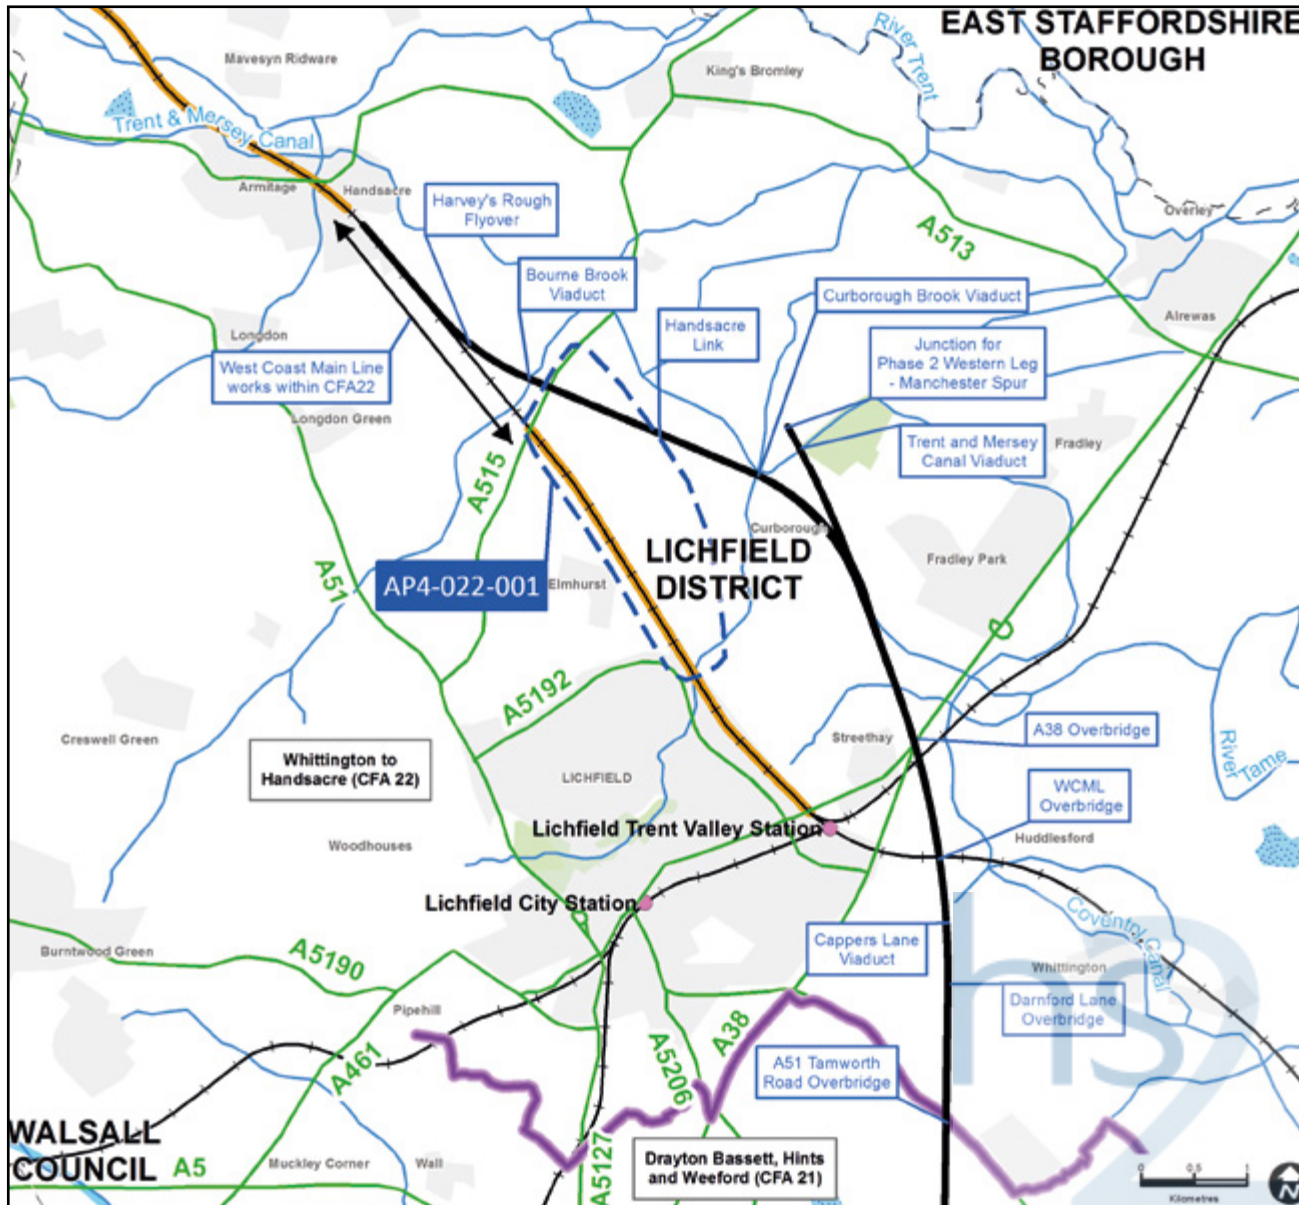 EAST STAFFORDSHIRE
BOROUGH
Mavesyn Ridware
King's Bromley
River Trent
Trent & Mersey Canal
Armitage
Handsacre
Harvey's Rough
Flyover
Overley
A513
Bourne Brook
Viaduct
Curborough Brook Viaduct
Alrewas
Longdon
Handsacre
Link
Junction for
Phase 2 Western Leg
- Manchester Spur
West Coast Main Line
works within CFA22
Longdon Green
Trent and Mersey
Canal Viaduct
Fradley
A515
Curborough
LICHFIELD
DISTRICT
Fradley Park
A51
AP4-022-001
Elmhurst
A5192
Creswell Green
Whittington to
Handsacre (CFA 22)
Streethay
A38 Overbridge
River
Tame
LICHFIELD
WCML
Overbridge
Lichfield Trent Valley Station
Huddlesford
Woodhouses
Lichfield City Station
Coventry Canal
Cappers Lane
Viaduct
Burntwood Green
A5190
Whittington
hs2
Darnford Lane
Overbridge
Pipehill
A38
A461
A5206
A51 Tamworth
Road Overbridge
WALSALL
COUNCIL
A5
Muckley Corner
Wall
A5127
Drayton Bassett, Hints
and Weeford (CFA 21)
0 0.5 1
Kilometres
N